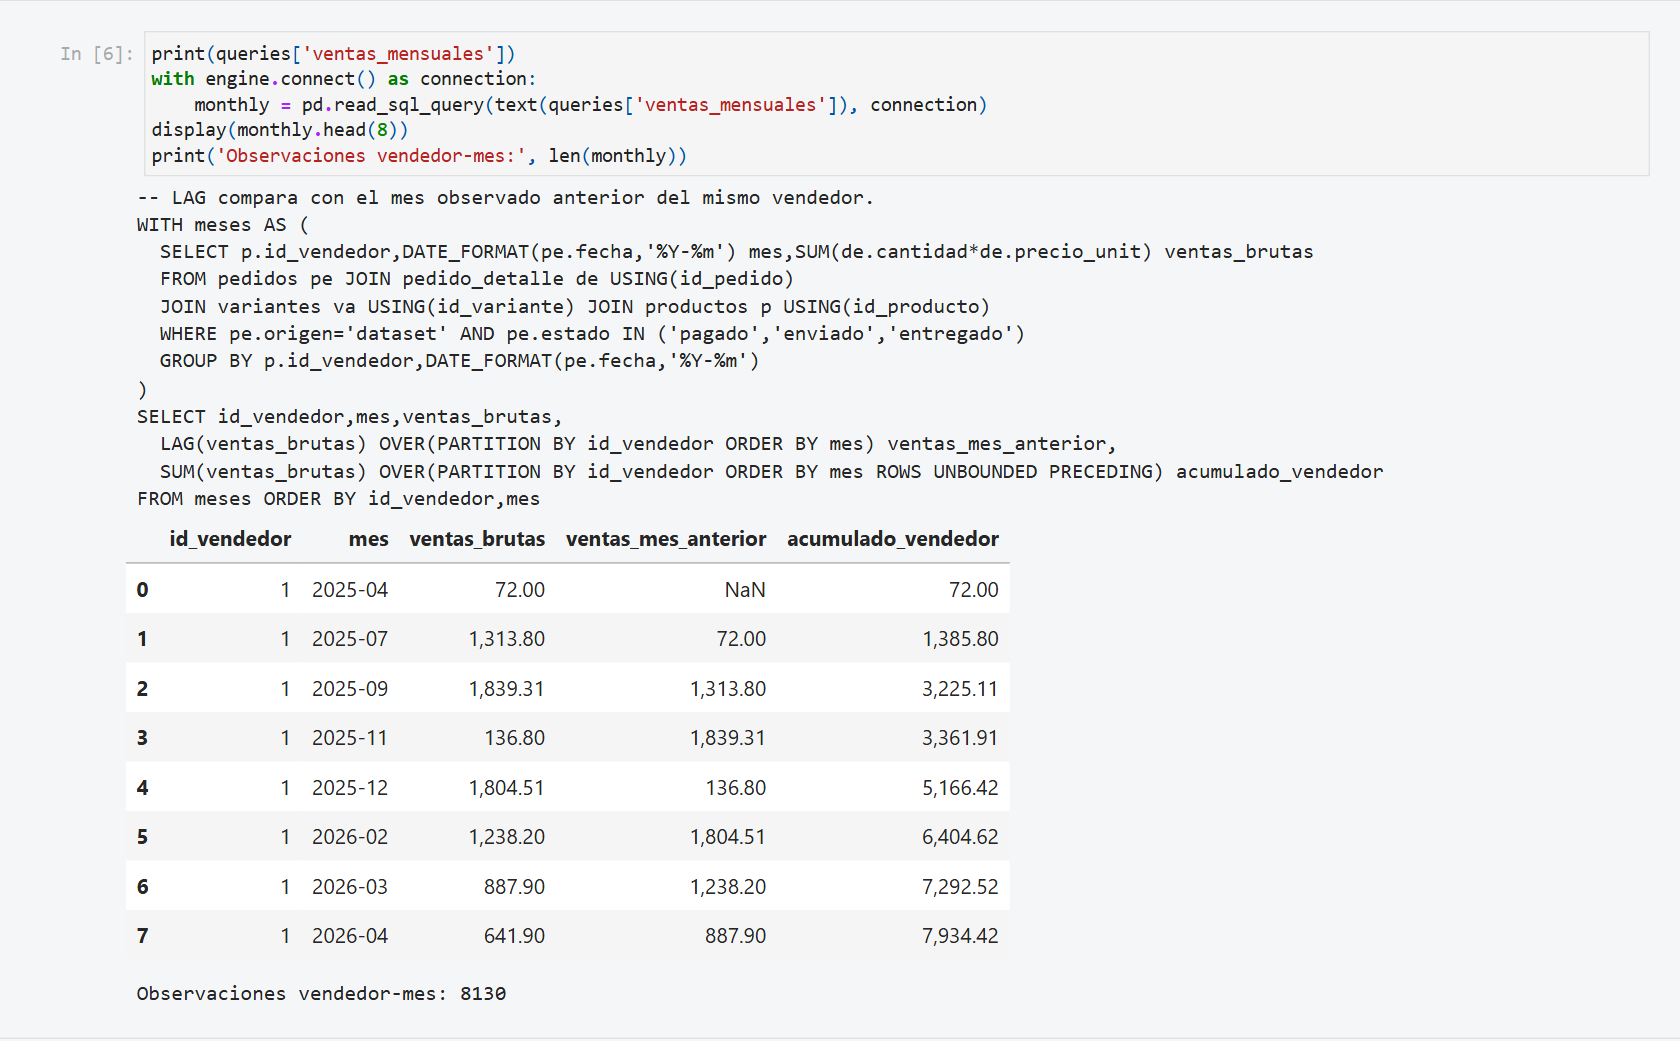 In [6]:
print(queries['ventas_mensuales'])
with engine.connect() as connection:
    monthly = pd.read_sql_query(text(queries['ventas_mensuales']), connection)
display(monthly.head(8))
print('Observaciones vendedor-mes:', len(monthly))
-- LAG compara con el mes observado anterior del mismo vendedor.
WITH meses AS (
  SELECT p.id_vendedor,DATE_FORMAT(pe.fecha,'%Y-%m') mes,SUM(de.cantidad*de.precio_unit) ventas_brutas
  FROM pedidos pe JOIN pedido_detalle de USING(id_pedido)
  JOIN variantes va USING(id_variante) JOIN productos p USING(id_producto)
  WHERE pe.origen='dataset' AND pe.estado IN ('pagado','enviado','entregado')
  GROUP BY p.id_vendedor,DATE_FORMAT(pe.fecha,'%Y-%m')
)
SELECT id_vendedor,mes,ventas_brutas,
  LAG(ventas_brutas) OVER(PARTITION BY id_vendedor ORDER BY mes) ventas_mes_anterior,
  SUM(ventas_brutas) OVER(PARTITION BY id_vendedor ORDER BY mes ROWS UNBOUNDED PRECEDING) acumulado_vendedor
FROM meses ORDER BY id_vendedor,mes
id_vendedor mes ventas_brutas ventas_mes_anterior acumulado_vendedor
0 1 2025-04 72.00 NaN 72.00
1 1 2025-07 1,313.80 72.00 1,385.80
2 1 2025-09 1,839.31 1,313.80 3,225.11
3 1 2025-11 136.80 1,839.31 3,361.91
4 1 2025-12 1,804.51 136.80 5,166.42
5 1 2026-02 1,238.20 1,804.51 6,404.62
6 1 2026-03 887.90 1,238.20 7,292.52
7 1 2026-04 641.90 887.90 7,934.42
Observaciones vendedor-mes: 8130